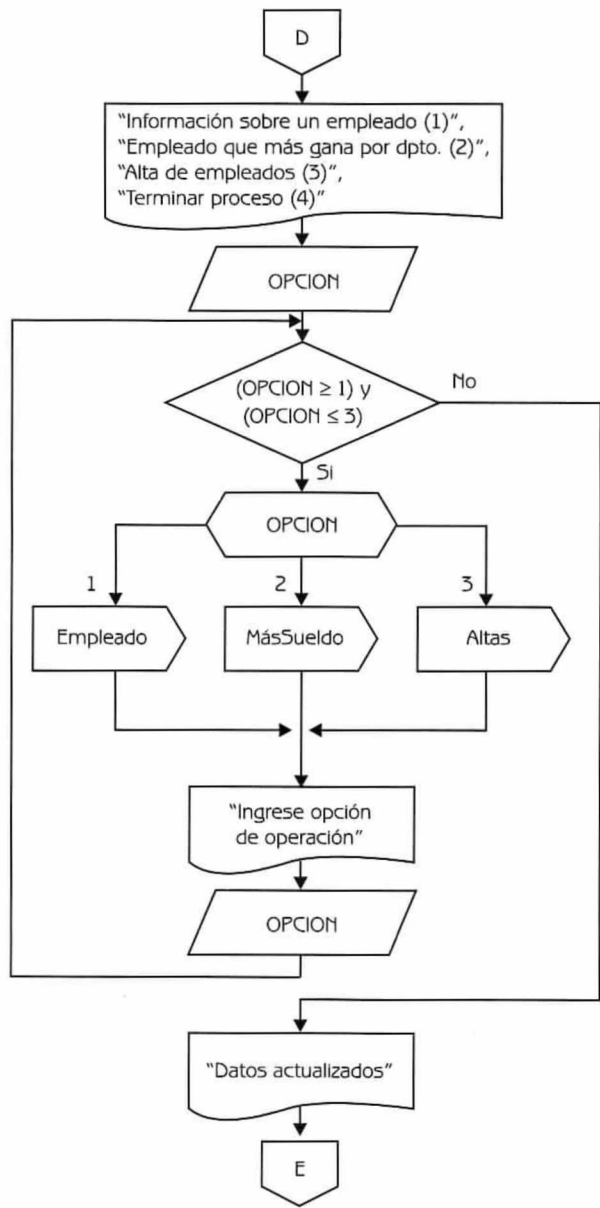 D
“Información sobre un empleado (1)”,
“Empleado que más gana por dpto. (2)”,
“Alta de empleados (3)”,
“Terminar proceso (4)”
OPCION
(OPCION ≥ 1) y
(OPCION ≤ 3)
No
Si
OPCION
1
2
3
Empleado
MásSueldo
Altas
“Ingrese opción
de operación”
OPCION
“Datos actualizados”
E